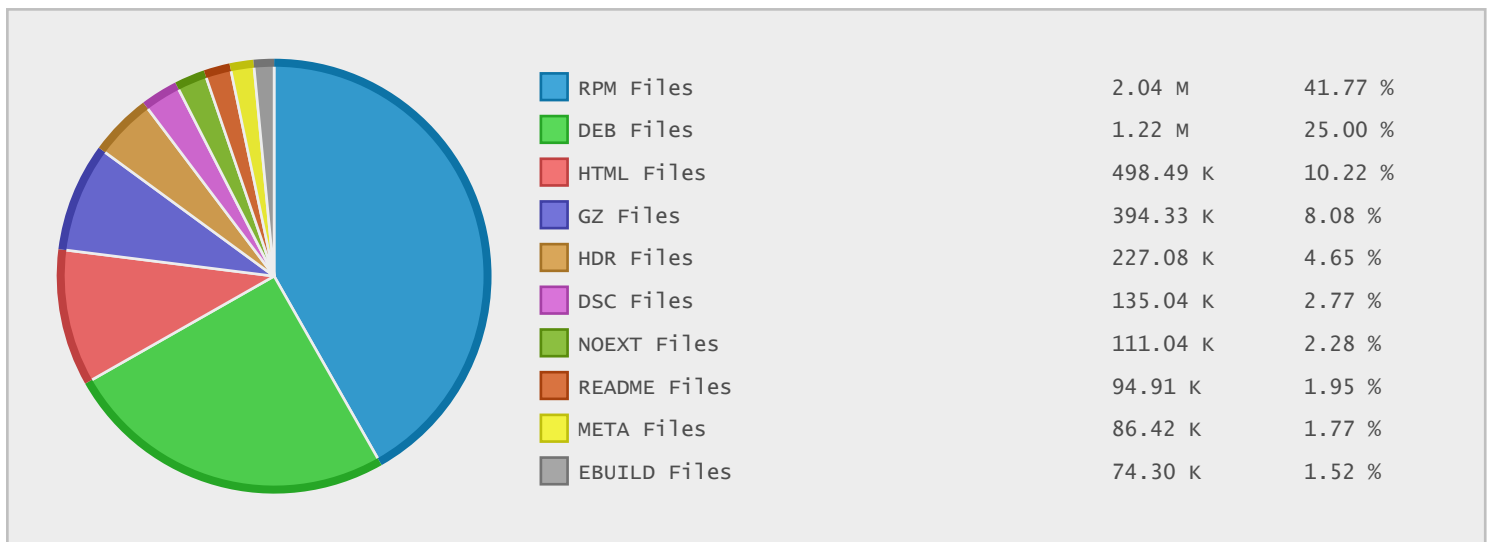 RPM Files 2.04 M 41.77 %
DEB Files 1.22 M 25.00 %
HTML Files 498.49 K 10.22 %
GZ Files 394.33 K 8.08 %
HDR Files 227.08 K 4.65 %
DSC Files 135.04 K 2.77 %
NOEXT Files 111.04 K 2.28 %
README Files 94.91 K 1.95 %
META Files 86.42 K 1.77 %
EBUILD Files 74.30 K 1.52 %